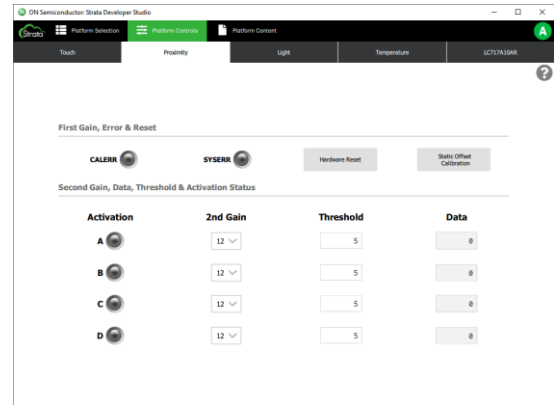 ON Semiconductor: Strata Developer Studio
Strata Platform Selection Platform Controls Platform Content A
Touch Proximity Light Temperature LC717A10AR
?
First Gain, Error & Reset
CALERR SYSERR Hardware Reset Static Offset
Calibration
Second Gain, Data, Threshold & Activation Status
Activation 2nd Gain Threshold Data
A 12 5 0
B 12 5 0
C 12 5 0
D 12 5 0